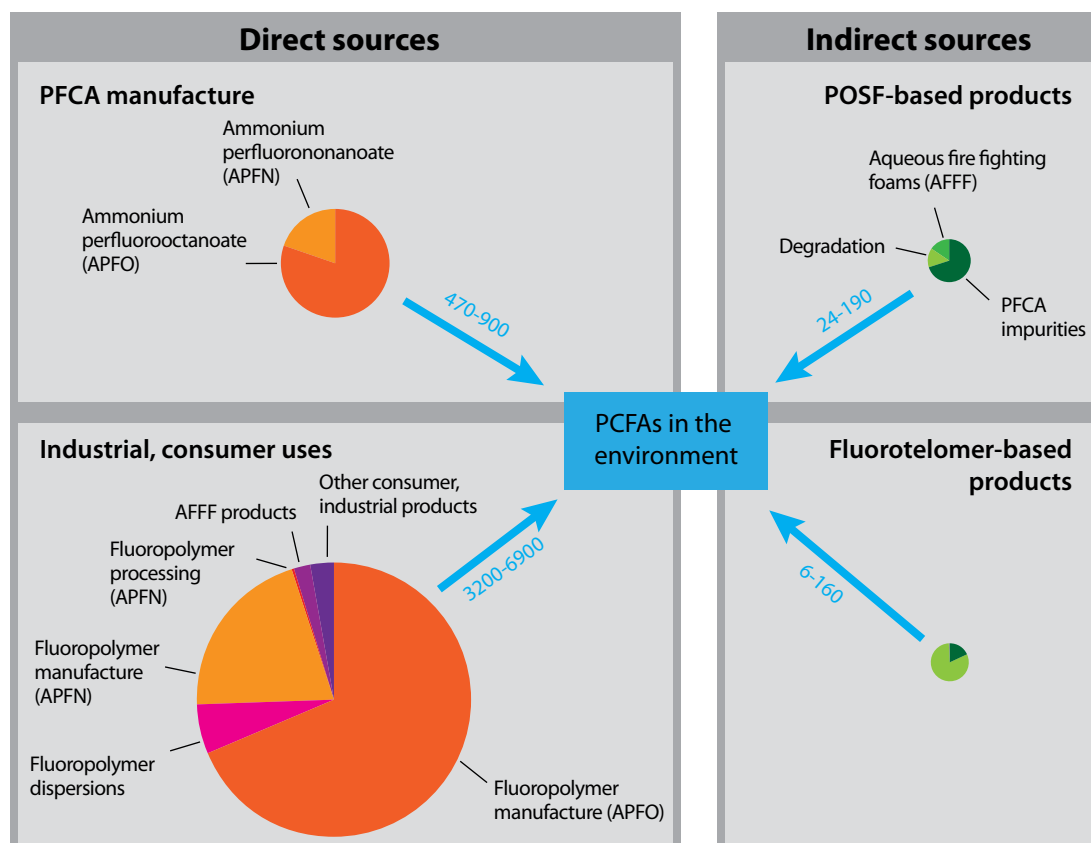 Direct sources
PFCA manufacture
Ammonium
perfluorononanoate
(APFN)
Ammonium
perfluorooctanoate
(APFO)
470-900
Indirect sources
POSF-based products
Aqueous fire fighting
foams (AFFF)
Degradation
PFCA
impurities
24-190
PCFAs in the
environment
Industrial, consumer uses
Other consumer,
industrial products
AFFF products
Fluoropolymer
processing
(APFN)
Fluoropolymer
manufacture
(APFN)
Fluoropolymer
dispersions
Fluoropolymer
manufacture (APFO)
3200-6900
Fluorotelomer-based
products
6-160